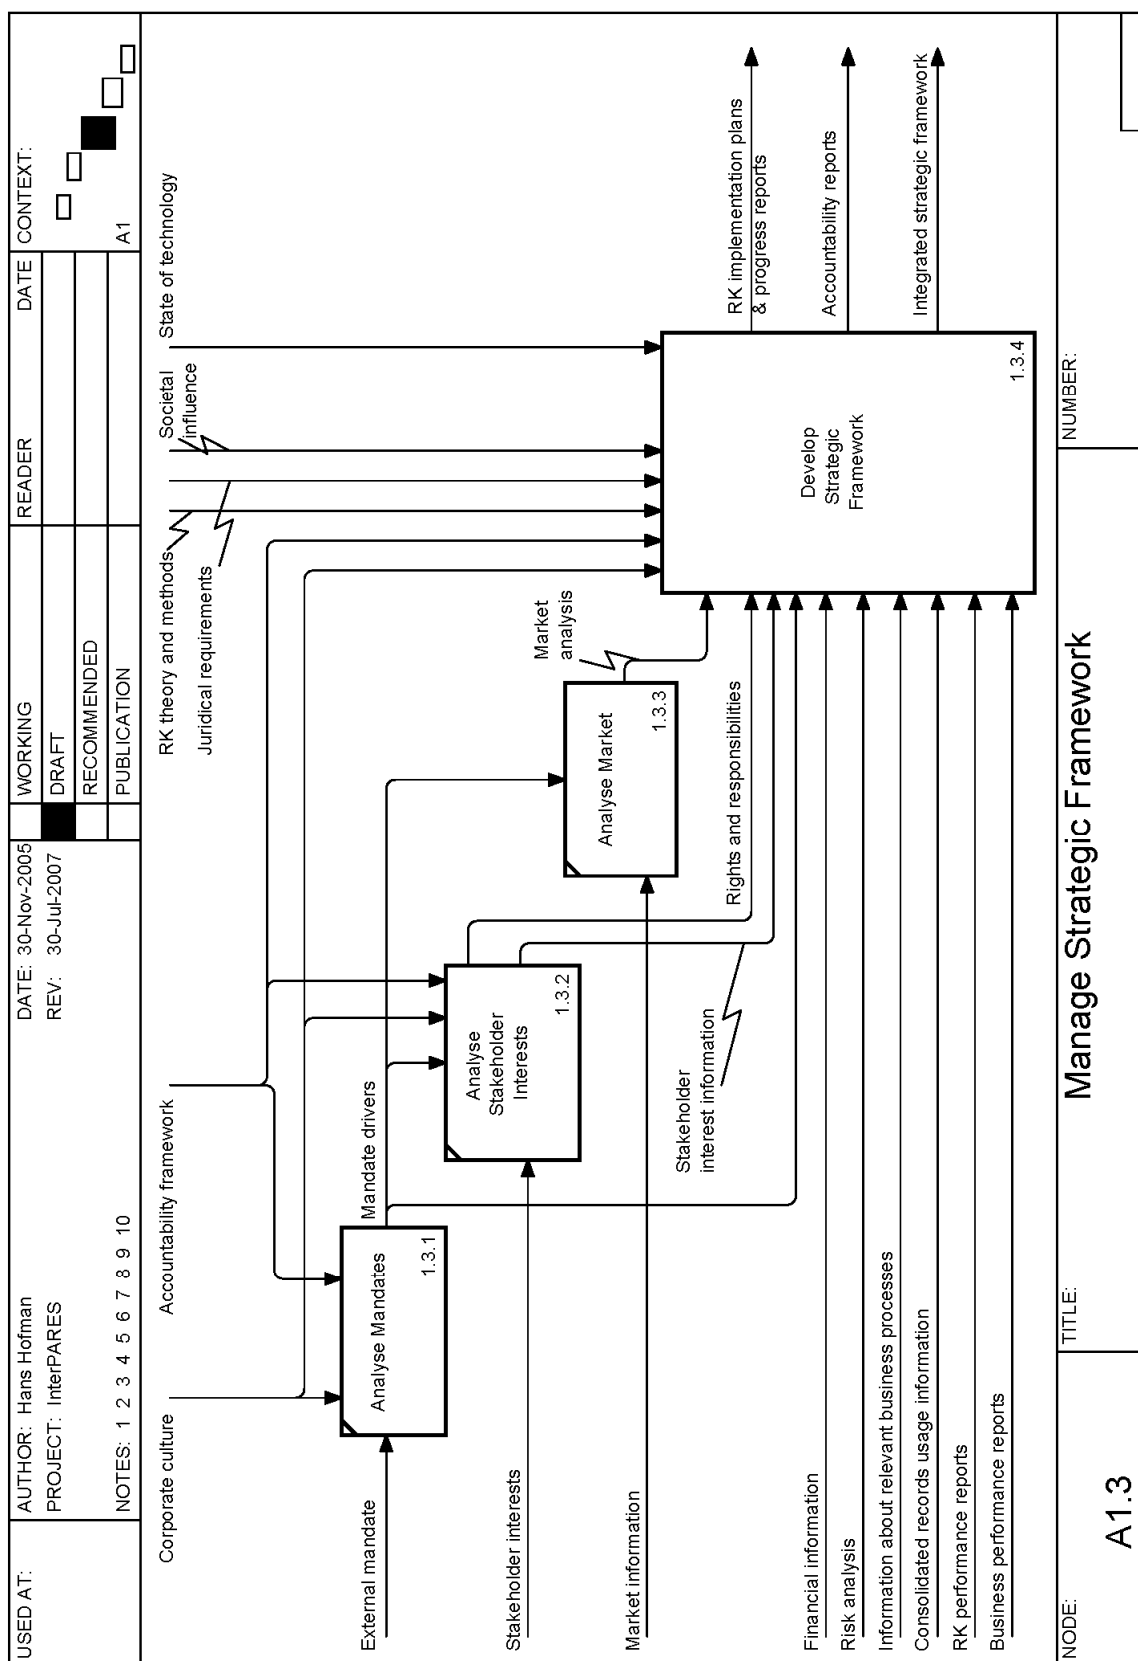 USED AT:
AUTHOR: Hans Hofman
PROJECT: InterPARES
NOTES: 1 2 3 4 5 6 7 8 9 10
DATE: 30-Nov-2005
REV: 30-Jul-2007
WORKING
DRAFT
RECOMMENDED
PUBLICATION
READER
DATE
CONTEXT:
A1
Corporate culture
Accountability framework
RK theory and methods
Juridical requirements
Societal
influence
State of technology
External mandate
Analyse Mandates
1.3.1
Mandate drivers
Stakeholder interests
Analyse
Stakeholder
Interests
1.3.2
Market information
Analyse Market
1.3.3
Market
analysis
Stakeholder
interest information
Rights and responsibilities
Develop
Strategic
Framework
1.3.4
RK implementation plans
& progress reports
Accountability reports
Integrated strategic framework
Financial information
Risk analysis
Information about relevant business processes
Consolidated records usage information
RK performance reports
Business performance reports
NODE:
A1.3
TITLE:
Manage Strategic Framework
NUMBER: